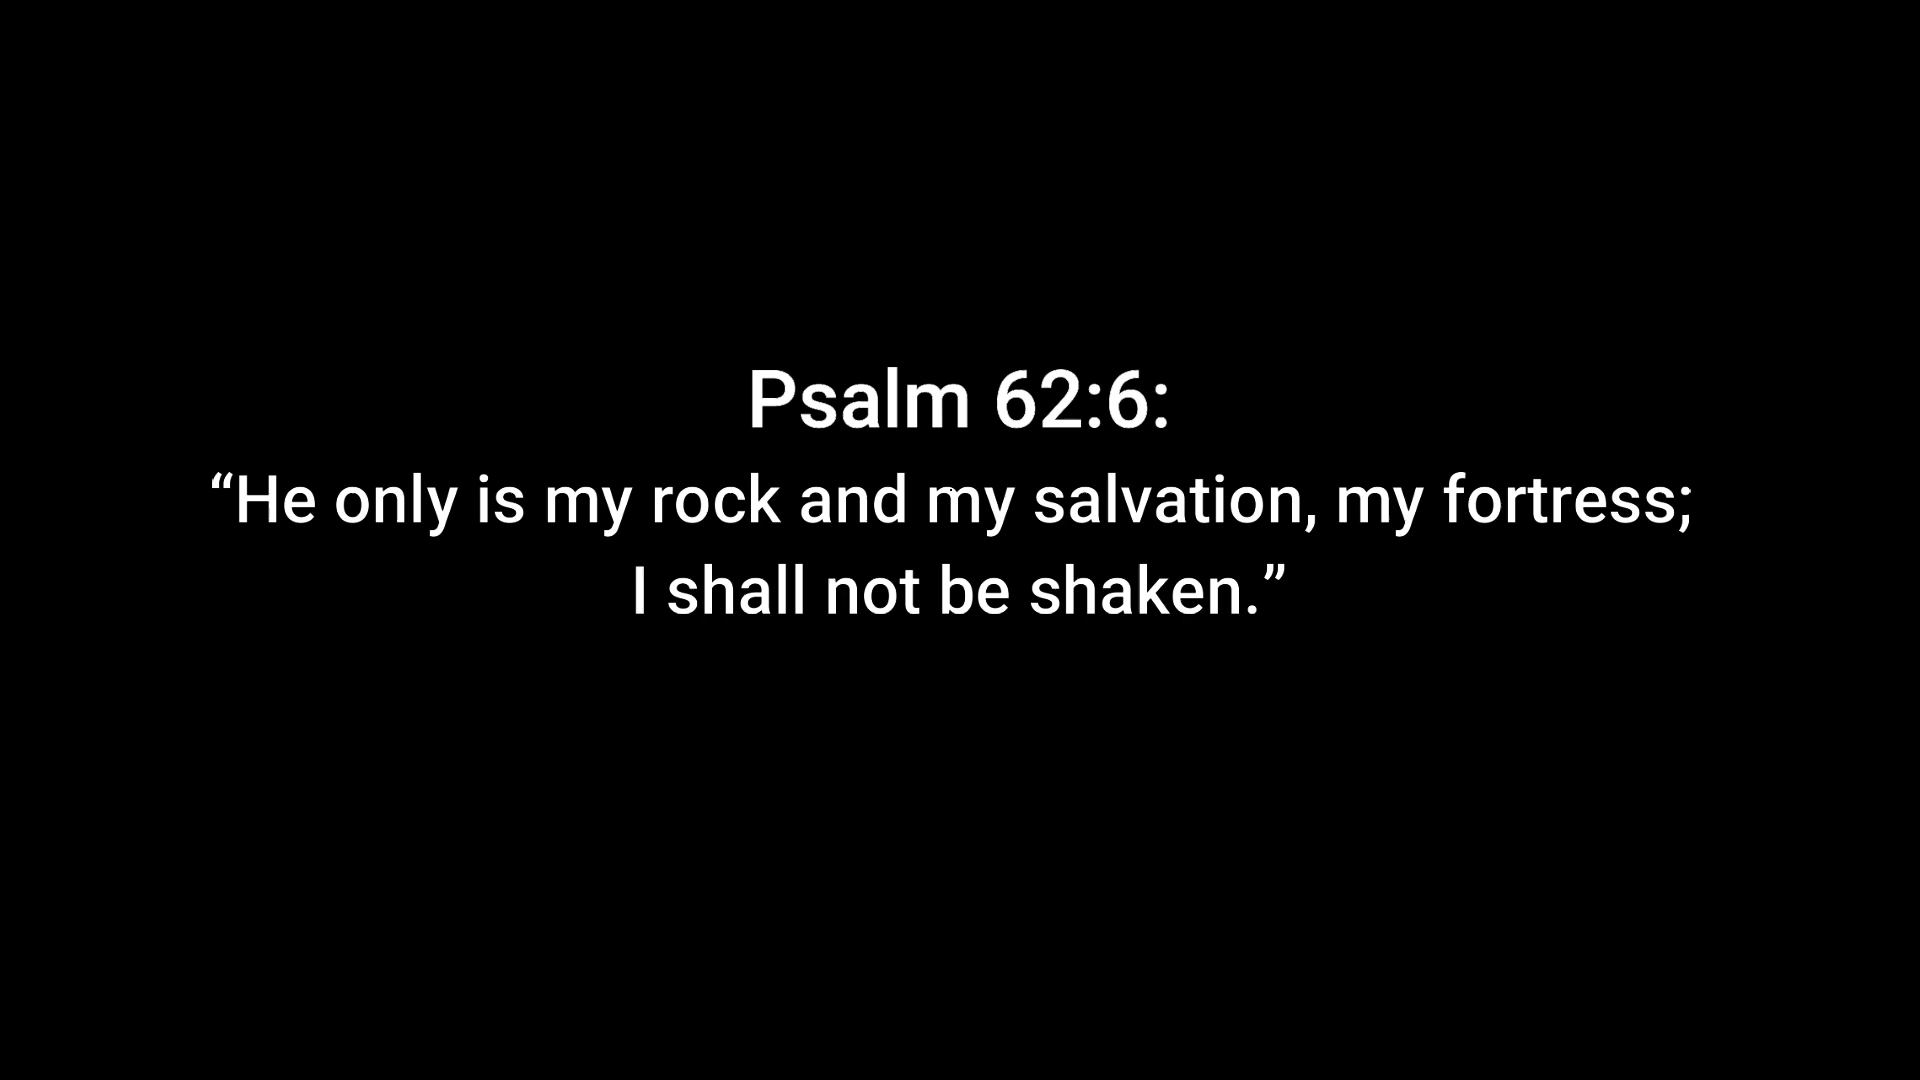 Psalm 62:6:
“He only is my rock and my salvation, my fortress;
I shall not be shaken.”